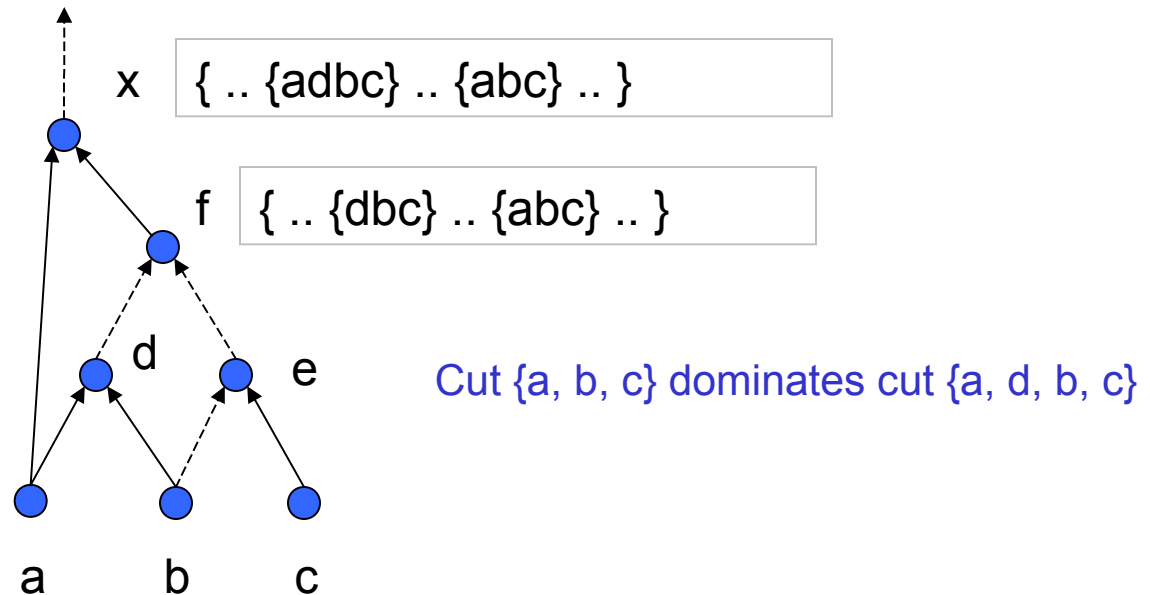 x { .. {adbc} .. {abc} .. }
f { .. {dbc} .. {abc} .. }
d
e
Cut {a, b, c} dominates cut {a, d, b, c}
a b c